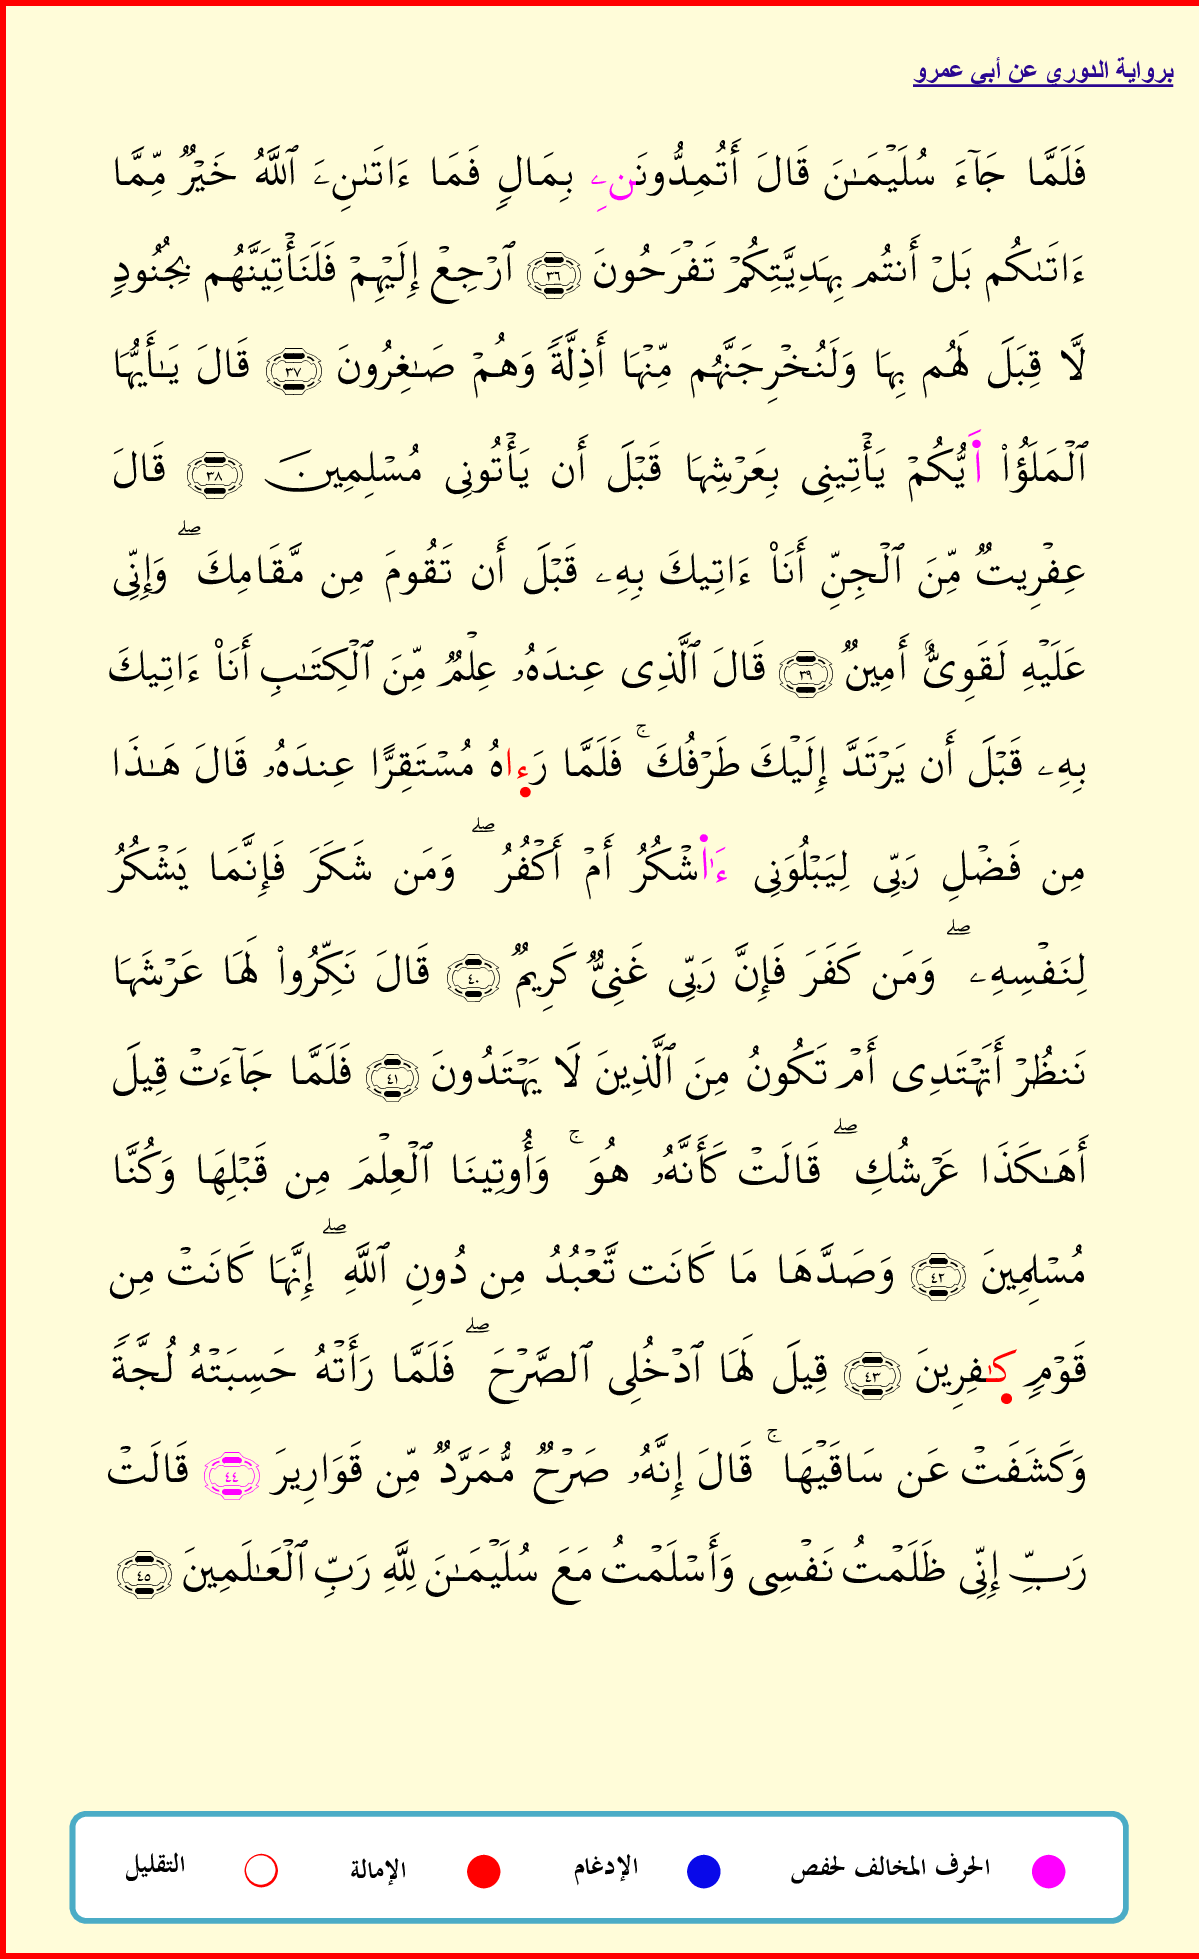 برواية الدوري عن أبي عمرو
فَلَمَّا جَآءَ سُلَيۡمَٰنَ قَالَ أَتُمِدُّونَنِۦ بِمَالٖ فَمَا ءَاتَىٰنِۦَ ٱللَّهُ خَيۡرٞ مِّمَّا
ءَاتَىٰكُم بَلۡ أَنتُم بِهَدِيَّتِكُمۡ تَفۡرَحُونَ ٣٦ ٱرۡجِعۡ إِلَيۡهِمۡ فَلَنَأۡتِيَنَّهُم بِجُنُودٖ
لَّا قِبَلَ لَهُم بِهَا وَلَنُخۡرِجَنَّهُم مِّنۡهَآ أَذِلَّةٗ وَهُمۡ صَٰغِرُونَ ٣٧ قَالَ يَٰٓأَيُّهَا
ٱلۡمَلَؤُاْ أَيُّكُمۡ يَأۡتِينِي بِعَرۡشِهَا قَبۡلَ أَن يَأۡتُونِي مُسۡلِمِينَ ٣٨ قَالَ
عِفۡرِيتٞ مِّنَ ٱلۡجِنِّ أَنَا۠ ءَاتِيكَ بِهِۦ قَبۡلَ أَن تَقُومَ مِن مَّقَامِكَۖ وَإِنِّي
عَلَيۡهِ لَقَوِيٌّ أَمِينٞ ٣٩ قَالَ ٱلَّذِي عِندَهُۥ عِلۡمٞ مِّنَ ٱلۡكِتَٰبِ أَنَا۠ ءَاتِيكَ
بِهِۦ قَبۡلَ أَن يَرۡتَدَّ إِلَيۡكَ طَرۡفُكَۚ فَلَمَّا رَءِاهُ مُسۡتَقِرًّا عِندَهُۥ قَالَ هَٰذَا
مِن فَضۡلِ رَبِّي لِيَبۡلُوَنِي ءَا۬شۡكُرُ أَمۡ أَكۡفُرُۖ وَمَن شَكَرَ فَإِنَّمَا يَشۡكُرُ
لِنَفۡسِهِۦۖ وَمَن كَفَرَ فَإِنَّ رَبِّي غَنِيّٞ كَرِيمٞ ٤٠ قَالَ نَكِّرُواْ لَهَا عَرۡشَهَا
نَنظُرۡ أَتَهۡتَدِي أَمۡ تَكُونُ مِنَ ٱلَّذِينَ لَا يَهۡتَدُونَ ٤١ فَلَمَّا جَآءَتۡ قِيلَ
أَهَٰكَذَا عَرۡشُكِۖ قَالَتۡ كَأَنَّهُۥ هُوَۚ وَأُوتِينَا ٱلۡعِلۡمَ مِن قَبۡلِهَا وَكُنَّا
مُسۡلِمِينَ ٤٢ وَصَدَّهَا مَا كَانَت تَّعۡبُدُ مِن دُونِ ٱللَّهِۖ إِنَّهَا كَانَتۡ مِن
قَوۡمٖ كَٰفِرِينَ ٤٣ قِيلَ لَهَا ٱدۡخُلِي ٱلصَّرۡحَۖ فَلَمَّا رَأَتۡهُ حَسِبَتۡهُ لُجَّةٗ
وَكَشَفَتۡ عَن سَاقَيۡهَاۚ قَالَ إِنَّهُۥ صَرۡحٞ مُّمَرَّدٞ مِّن قَوَارِيرَ ٤٤ قَالَتۡ
رَبِّ إِنِّي ظَلَمۡتُ نَفۡسِي وَأَسۡلَمۡتُ مَعَ سُلَيۡمَٰنَ لِلَّهِ رَبِّ ٱلۡعَٰلَمِينَ ٤٥
الحرف المخالف لحفص الإدغام الإمالة التقليل